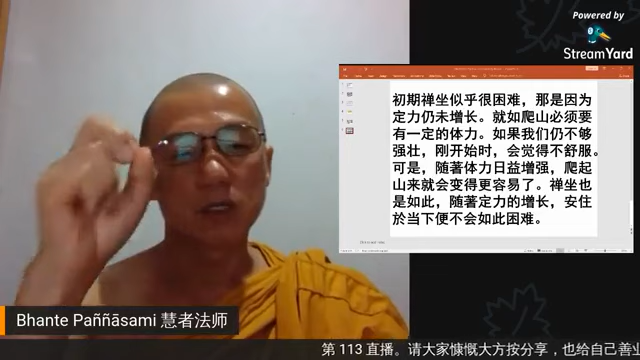 Powered by
StreamYard
初期禅坐似乎很困难，那是因为
定力仍未增长。就如爬山必须要
有一定的体力。如果我们仍不够
强壮，刚开始时，会觉得不舒服。
可是，随著体力日益增强，爬起
山来就会变得更容易了。禅坐也
是如此，随著定力的增长，安住
於当下便不会如此困难。
Bhante Paññāsami 慧者法师
第 113 直播。请大家慷慨大方按分享，也给自己善业